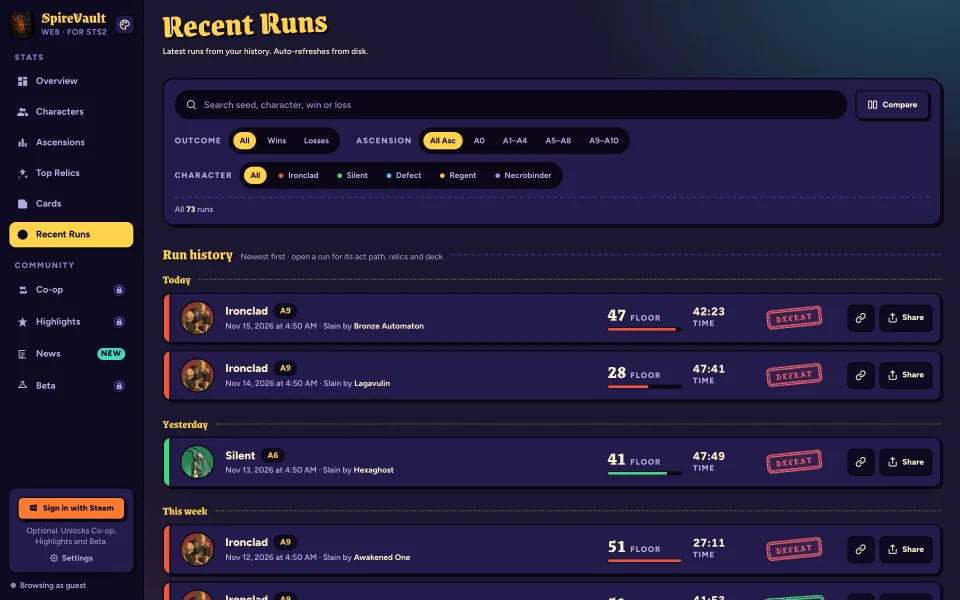 SpireVault
WEB · FOR STS2
STATS
Overview
Characters
Ascensions
Top Relics
Cards
Recent Runs
COMMUNITY
Co-op
Highlights
News NEW
Beta
Sign in with Steam
Optional. Unlocks Co-op,
Highlights and Beta.
Settings
Browsing as guest
Recent Runs
Latest runs from your history. Auto-refreshes from disk.
Search seed, character, win or loss
Compare
OUTCOME All Wins Losses ASCENSION All Asc A0 A1–A4 A5–A8 A9–A10
CHARACTER All Ironclad Silent Defect Regent Necrobinder
All 73 runs
Run history Newest first · open a run for its act path, relics and deck
Today
Ironclad A9
Nov 15, 2026 at 4:50 AM · Slain by Bronze Automaton
47 FLOOR
42:23
TIME
DEFEAT
Share
Ironclad A9
Nov 14, 2026 at 4:50 AM · Slain by Lagavulin
28 FLOOR
47:41
TIME
DEFEAT
Share
Yesterday
Silent A6
Nov 13, 2026 at 4:50 AM · Slain by Hexaghost
41 FLOOR
47:49
TIME
DEFEAT
Share
This week
Ironclad A9
Nov 12, 2026 at 4:50 AM · Slain by Awakened One
51 FLOOR
27:11
TIME
DEFEAT
Share
Ironclad A9